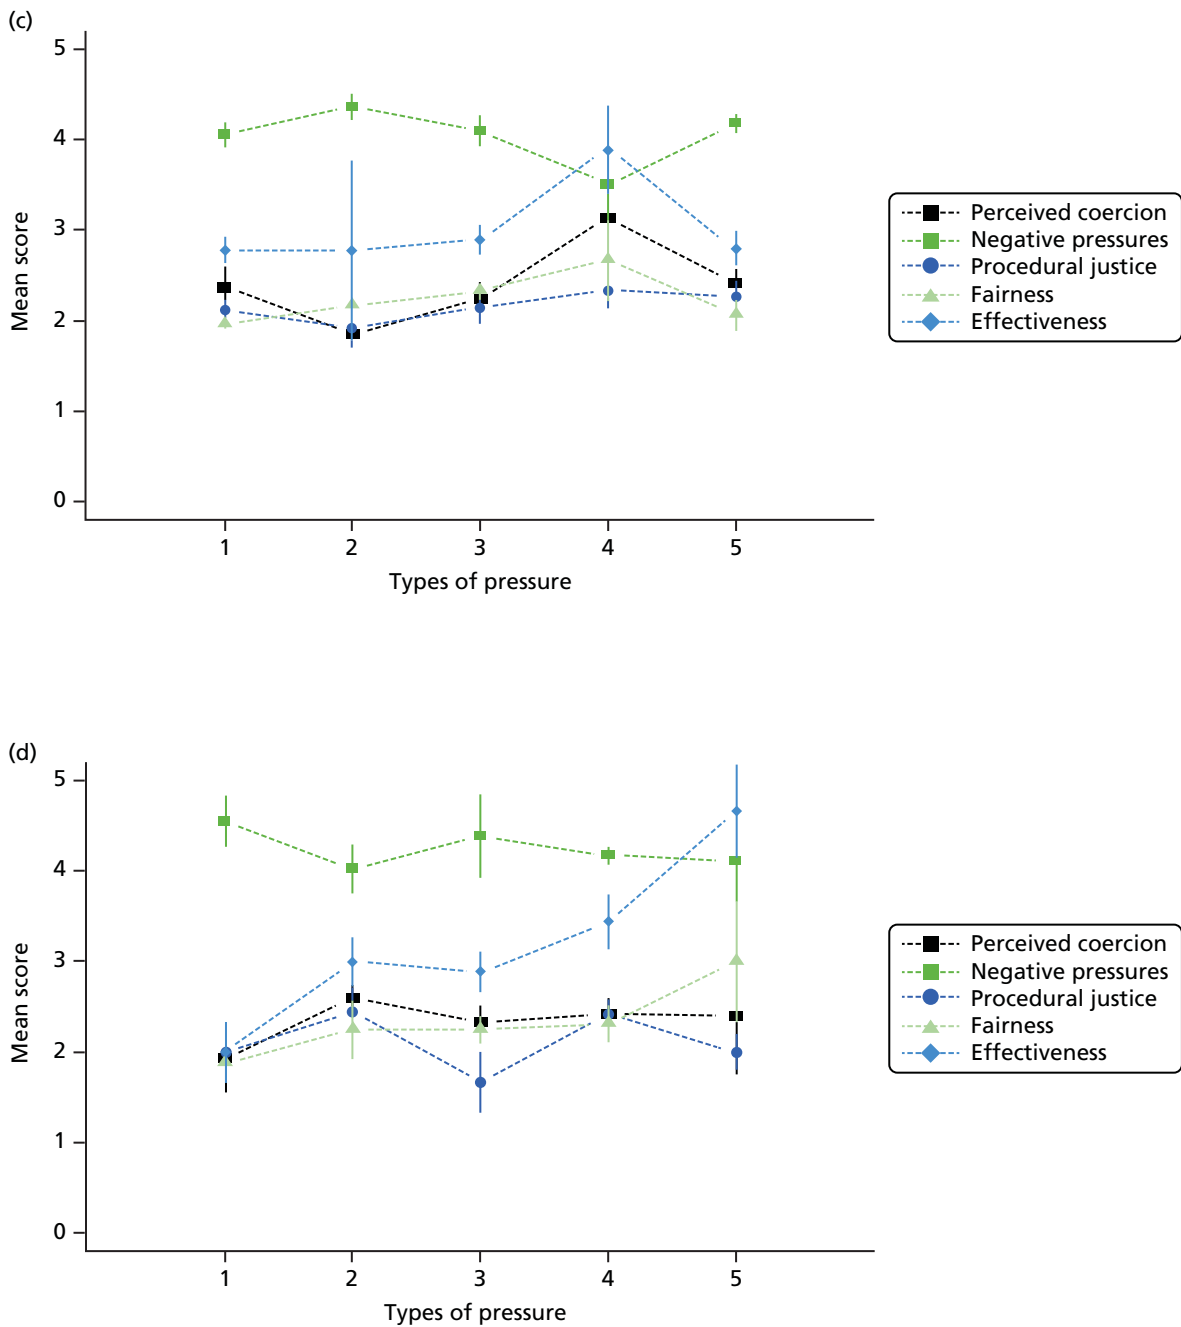 (c)
5
4
3
2
1
0
Mean score
1 2 3 4 5
Types of pressure
Perceived coercion
Negative pressures
Procedural justice
Fairness
Effectiveness
(d)
5
4
3
2
1
0
Mean score
1 2 3 4 5
Types of pressure
Perceived coercion
Negative pressures
Procedural justice
Fairness
Effectiveness